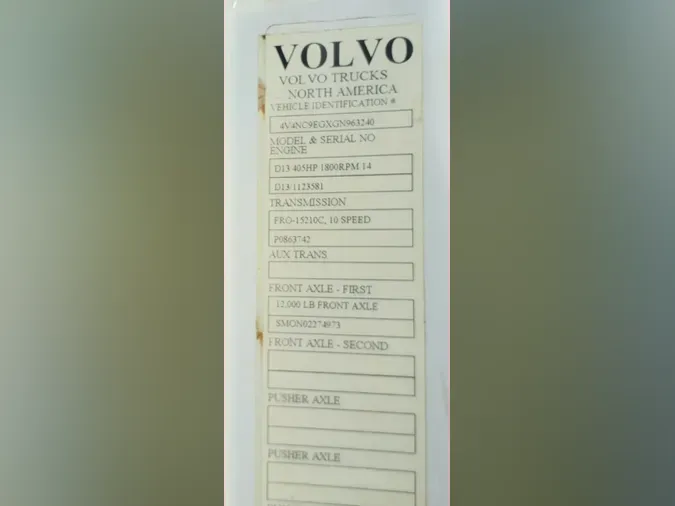 VOLVO
VOLVO TRUCKS
NORTH AMERICA
VEHICLE IDENTIFICATION #
4V4NC9EGXGN963240
MODEL & SERIAL NO
ENGINE
D13 405HP 1800RPM 14
D13/1123581
TRANSMISSION
FRO-15210C, 10 SPEED
P0863742
AUX TRANS
FRONT AXLE - FIRST
12,000 LB FRONT AXLE
SMGN02274973
FRONT AXLE - SECOND
PUSHER AXLE
PUSHER AXLE